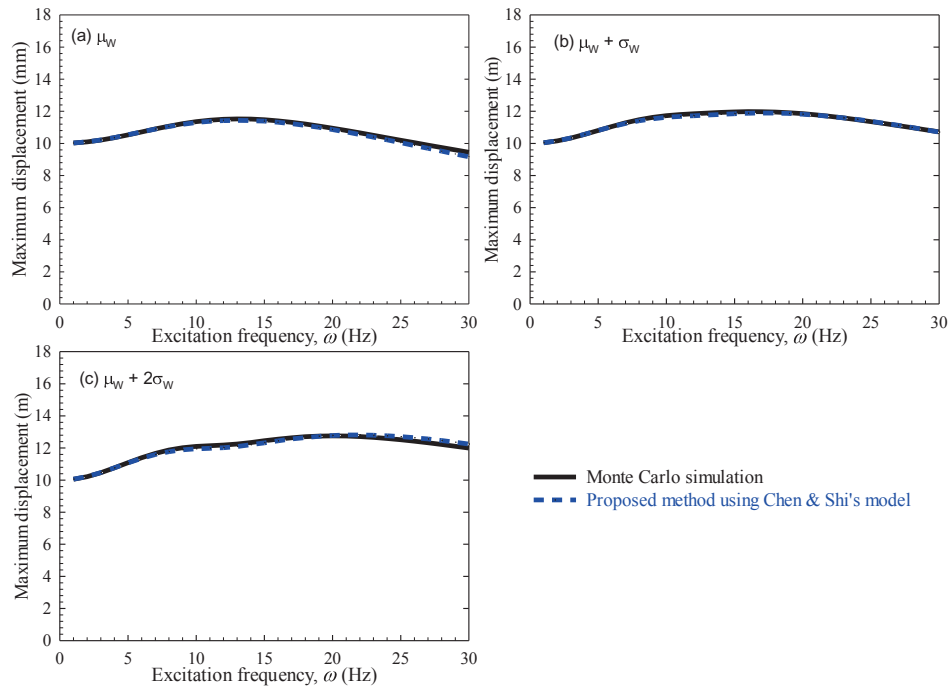 18
16
14
12
10
8
6
4
2
0
Maximum displacement (mm)
(a) μW
0 5 10 15 20 25 30
Excitation frequency, ω (Hz)
18
16
14
12
10
8
6
4
2
0
Maximum displacement (m)
(b) μW + σW
0 5 10 15 20 25 30
Excitation frequency, ω (Hz)
18
16
14
12
10
8
6
4
2
0
Maximum displacement (m)
(c) μW + 2σW
0 5 10 15 20 25 30
Excitation frequency, ω (Hz)
Monte Carlo simulation
Proposed method using Chen & Shi's model